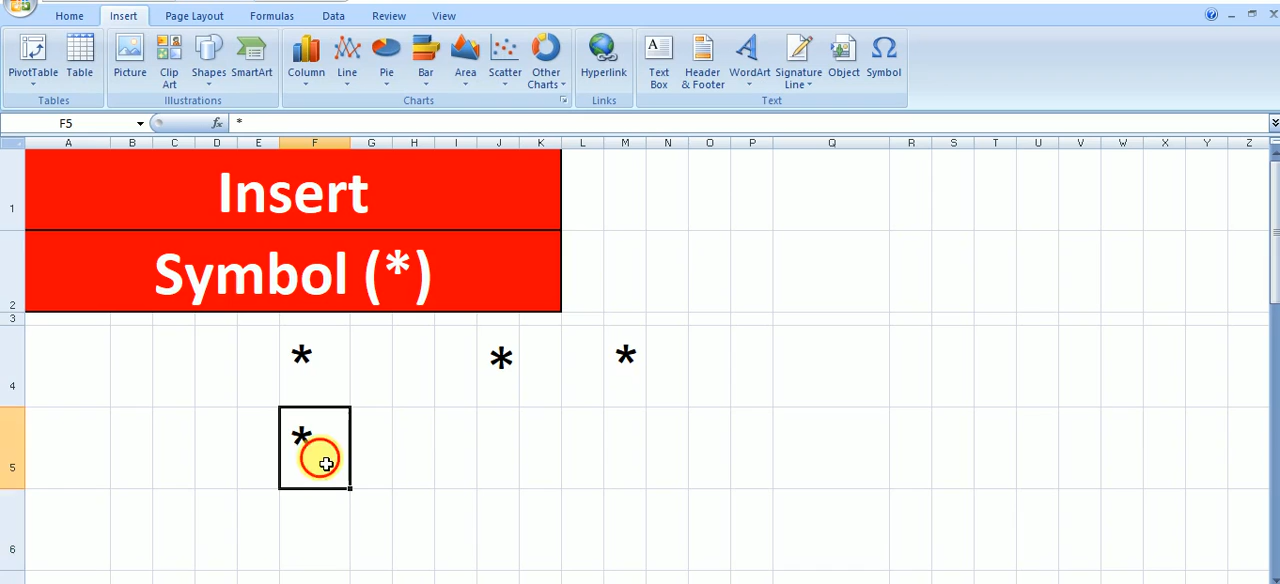 Home Insert Page Layout Formulas Data Review View
PivotTable Table Picture Clip Art Shapes SmartArt Column Line Pie Bar Area Scatter Other Charts Hyperlink Text Box Header & Footer WordArt Signature Line Object Symbol
Tables Illustrations Charts Links Text
F5 fx *
A B C D E F G H I J K L M N O P Q R S T U V W X Y Z
1 Insert
2 Symbol (*)
3
4 * * *
5 *
6